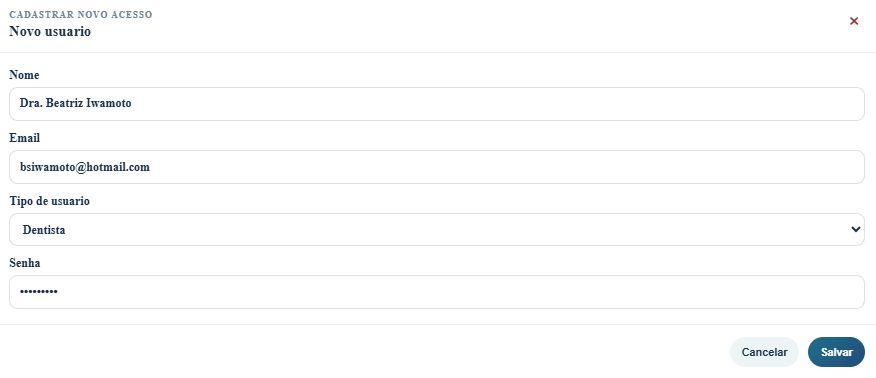 CADASTRAR NOVO ACESSO
Novo usuario
×
Nome
Dra. Beatriz Iwamoto
Email
bsiwamoto@hotmail.com
Tipo de usuario
Dentista
Senha
•••••••••
Cancelar
Salvar